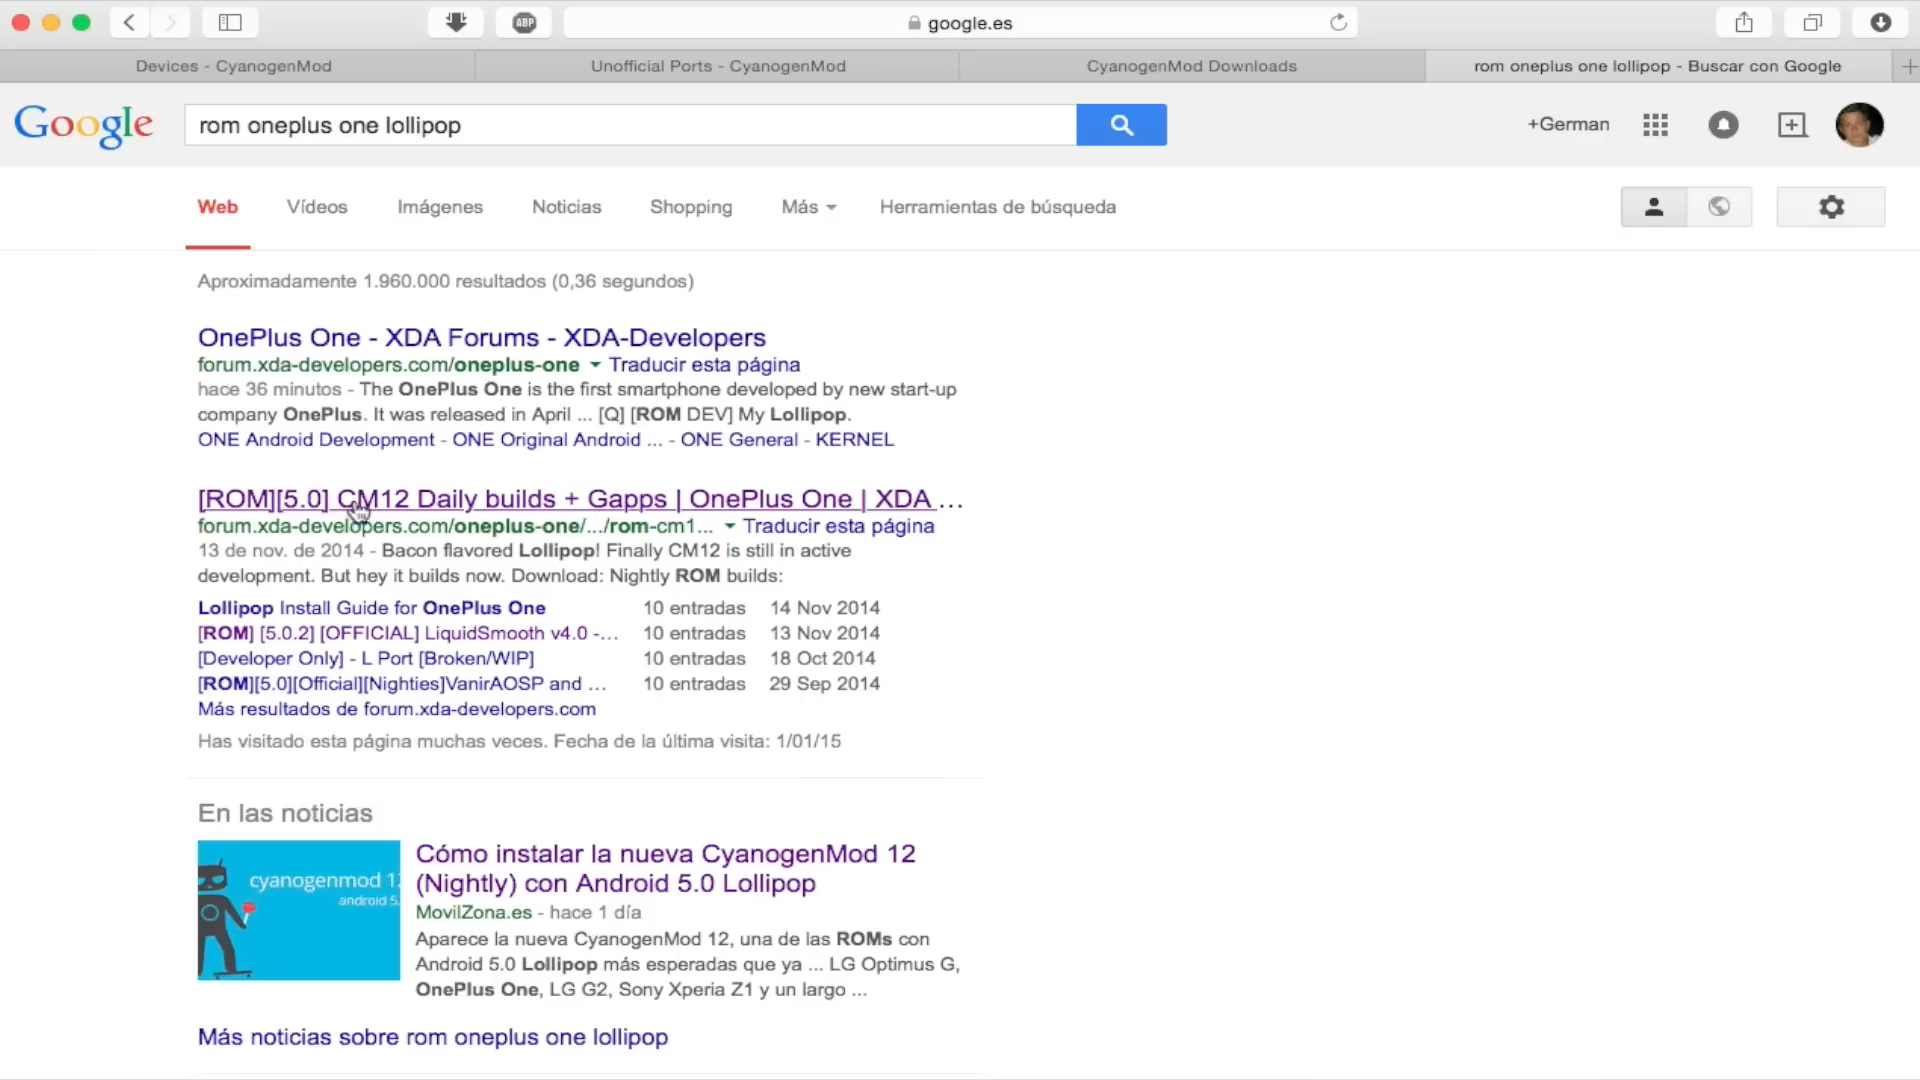 ABP
google.es
Devices - CyanogenMod
Unofficial Ports - CyanogenMod
CyanogenMod Downloads
rom oneplus one lollipop - Buscar con Google
Google
rom oneplus one lollipop
+German
Web
Vídeos
Imágenes
Noticias
Shopping
Más
Herramientas de búsqueda
Aproximadamente 1.960.000 resultados (0,36 segundos)
OnePlus One - XDA Forums - XDA-Developers
forum.xda-developers.com/oneplus-one Traducir esta página
hace 36 minutos - The OnePlus One is the first smartphone developed by new start-up
company OnePlus. It was released in April ... [Q] [ROM DEV] My Lollipop.
ONE Android Development - ONE Original Android ... - ONE General - KERNEL
[ROM][5.0] CM12 Daily builds + Gapps | OnePlus One | XDA ...
forum.xda-developers.com/oneplus-one/.../rom-cm1... Traducir esta página
13 de nov. de 2014 - Bacon flavored Lollipop! Finally CM12 is still in active
development. But hey it builds now. Download: Nightly ROM builds:
Lollipop Install Guide for OnePlus One 10 entradas 14 Nov 2014
[ROM] [5.0.2] [OFFICIAL] LiquidSmooth v4.0 -... 10 entradas 13 Nov 2014
[Developer Only] - L Port [Broken/WIP] 10 entradas 18 Oct 2014
[ROM][5.0][Official][Nighties]VanirAOSP and ... 10 entradas 29 Sep 2014
Más resultados de forum.xda-developers.com
Has visitado esta página muchas veces. Fecha de la última visita: 1/01/15
En las noticias
cyanogenmod 12
android 5.
Cómo instalar la nueva CyanogenMod 12
(Nightly) con Android 5.0 Lollipop
MovilZona.es - hace 1 día
Aparece la nueva CyanogenMod 12, una de las ROMs con
Android 5.0 Lollipop más esperadas que ya ... LG Optimus G,
OnePlus One, LG G2, Sony Xperia Z1 y un largo ...
Más noticias sobre rom oneplus one lollipop